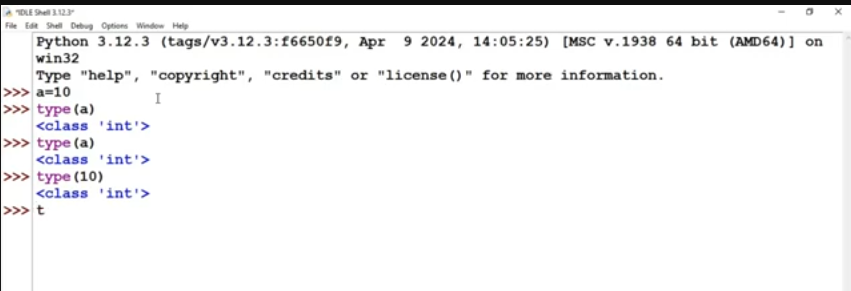 *IDLE Shell 3.12.3*
File Edit Shell Debug Options Window Help
Python 3.12.3 (tags/v3.12.3:f6650f9, Apr  9 2024, 14:05:25) [MSC v.1938 64 bit (AMD64)] on
win32
Type "help", "copyright", "credits" or "license()" for more information.
>>> a=10
>>> type(a)
<class 'int'>
>>> type(a)
<class 'int'>
>>> type(10)
<class 'int'>
>>> t